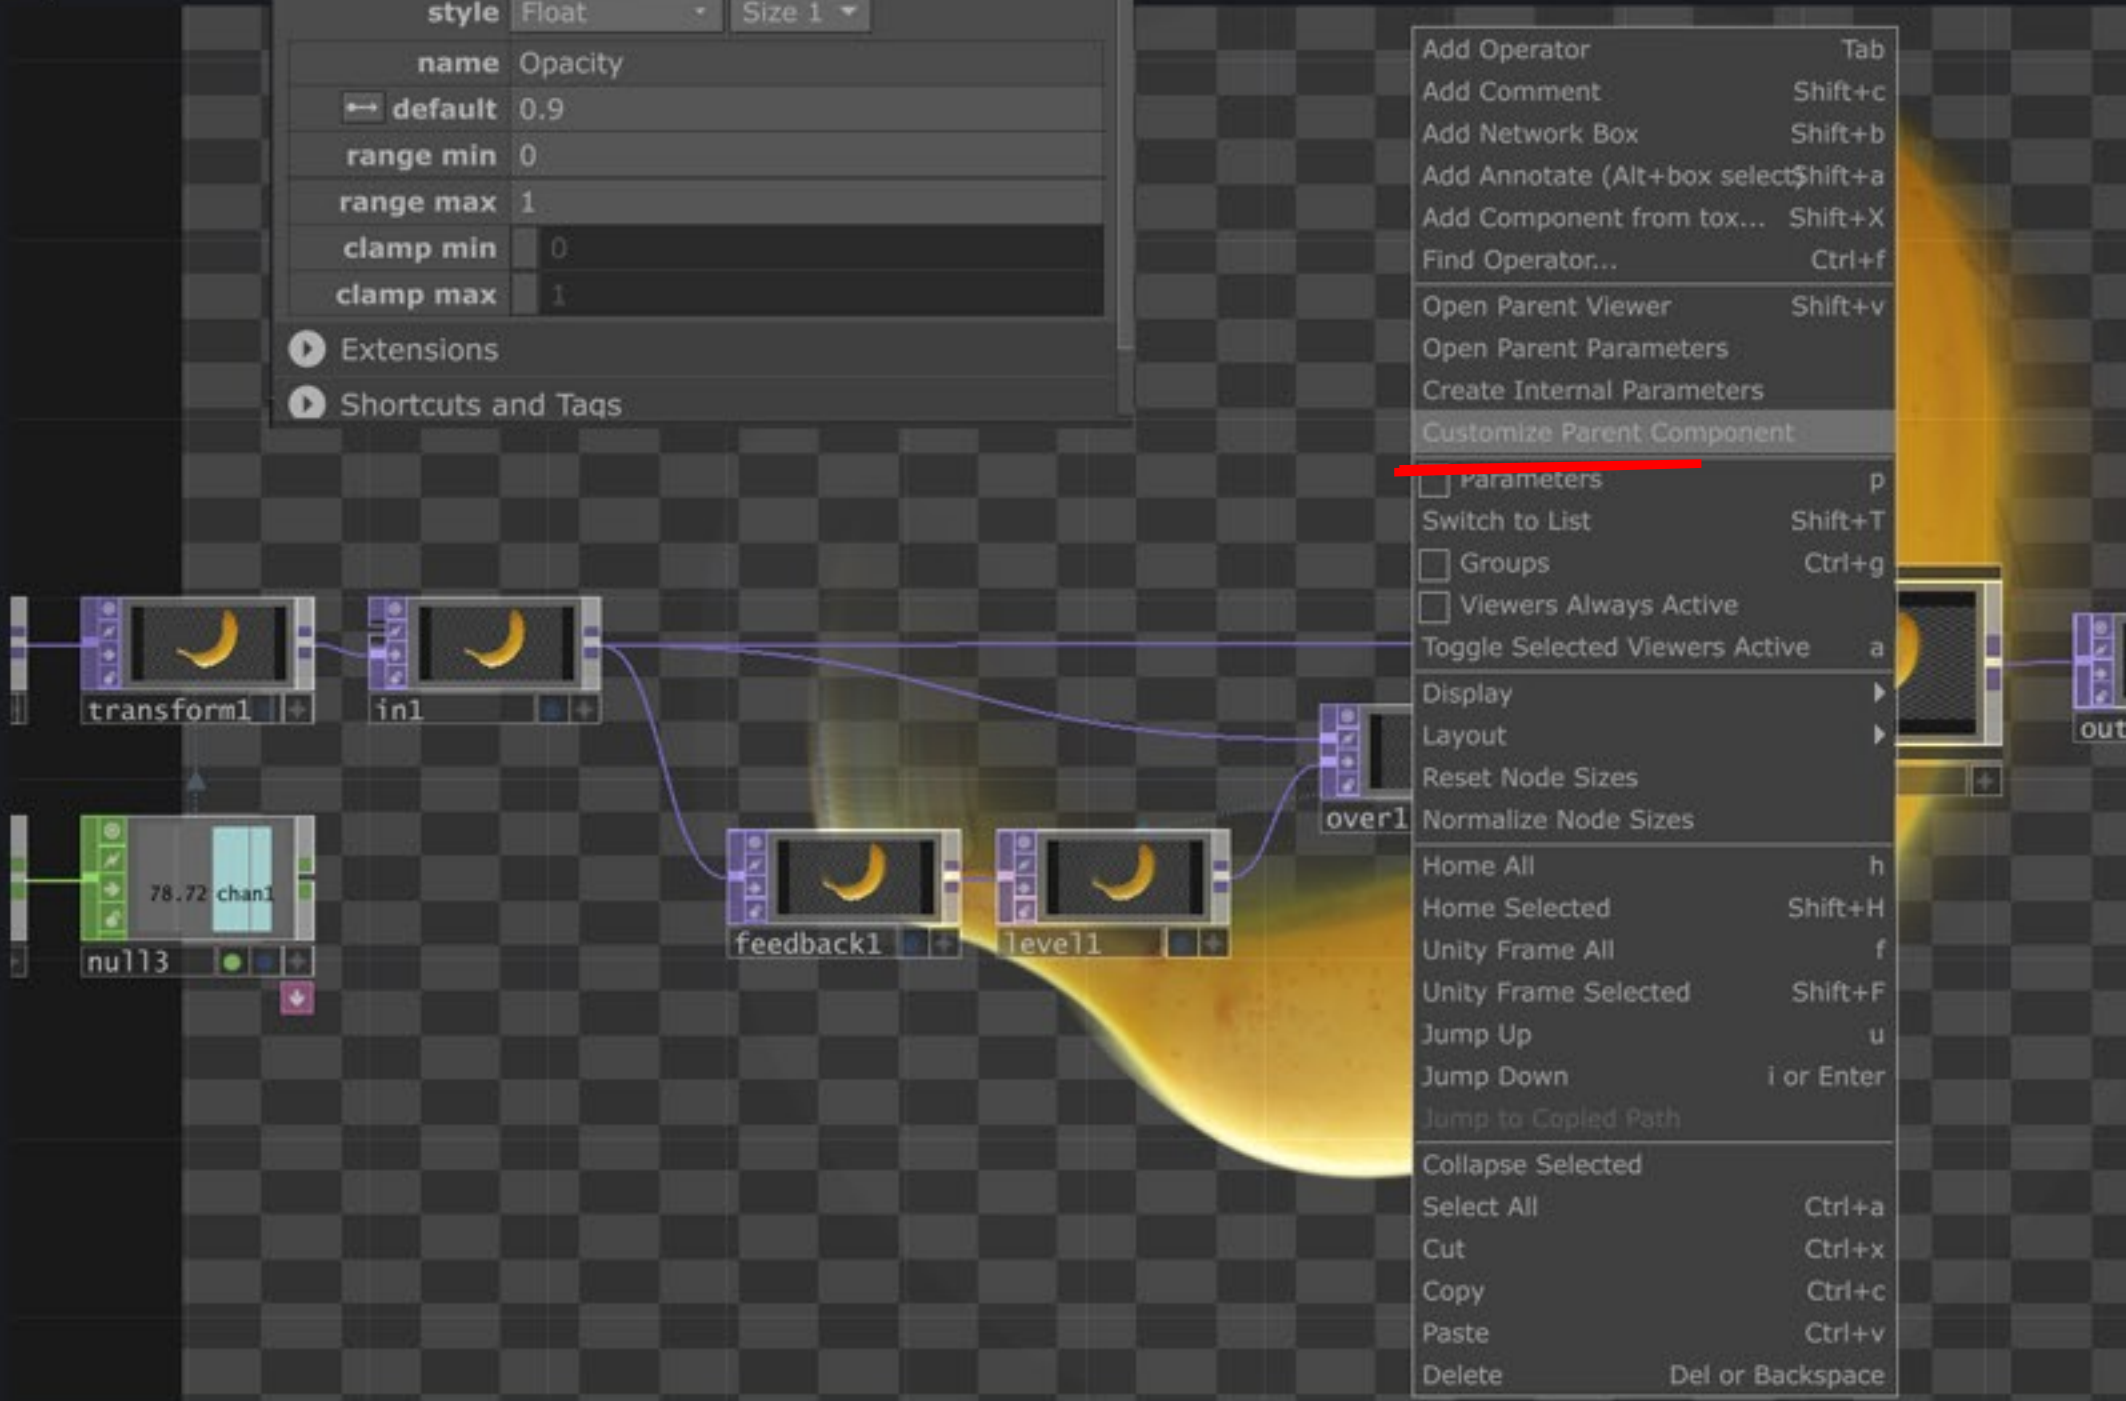 style Float Size 1
name Opacity
default 0.9
range min 0
range max 1
clamp min 0
clamp max 1
Extensions
Shortcuts and Tags
Add Operator Tab
Add Comment Shift+c
Add Network Box Shift+b
Add Annotate (Alt+box select) Shift+a
Add Component from tox... Shift+X
Find Operator... Ctrl+f
Open Parent Viewer Shift+v
Open Parent Parameters
Create Internal Parameters
Customize Parent Component
Parameters p
Switch to List Shift+T
Groups Ctrl+g
Viewers Always Active
Toggle Selected Viewers Active a
Display
Layout
Reset Node Sizes
Normalize Node Sizes
Home All h
Home Selected Shift+H
Unity Frame All f
Unity Frame Selected Shift+F
Jump Up u
Jump Down i or Enter
Jump to Copied Path
Collapse Selected
Select All Ctrl+a
Cut Ctrl+x
Copy Ctrl+c
Paste Ctrl+v
Delete Del or Backspace
transform1
in1
out
over1
78.72 chan1
null3
feedback1
level1